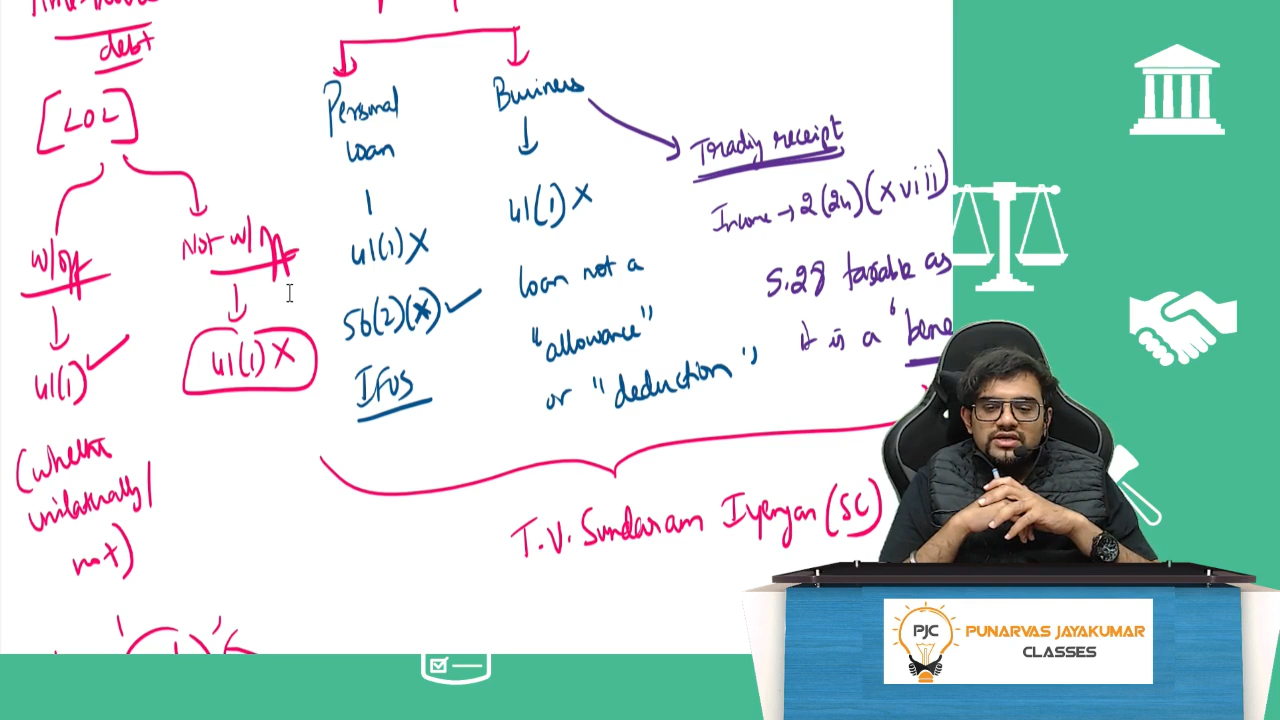 debt
[LOL]
w/off
Not w/off
41(1) ✓
41(1) X
(whether
unilaterally/
not)
Personal
loan
41(1) X
56(2)(x) ✓
IFOS
Business
41(1) X
loan not a
"allowance"
or "deduction"
Trading receipt
Income → 2(24)(xviii)
S.28 taxable as
it is a 'bene
T.V. Sundaram Iyengar (SC)
PJC
PUNARVAS JAYAKUMAR
CLASSES